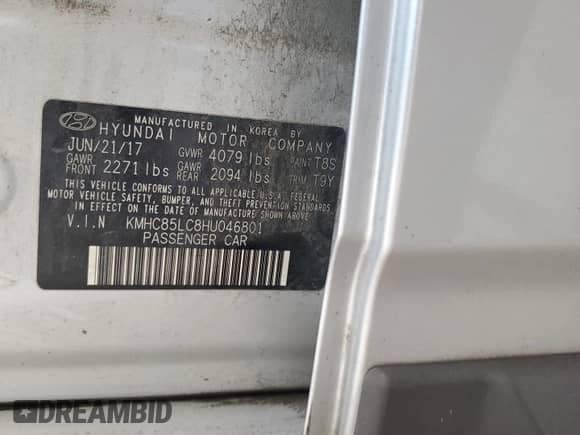 MANUFACTURED IN KOREA BY
HYUNDAI MOTOR COMPANY
JUN/21/17 GVWR 4079 lbs PAINT T8S
GAWR FRONT 2271 lbs GAWR REAR 2094 lbs TRIM T9Y
THIS VEHICLE CONFORMS TO ALL APPLICABLE U.S.A. FEDERAL
MOTOR VEHICLE SAFETY, BUMPER, AND THEFT PREVENTION STANDARDS
IN EFFECT ON THE DATE OF MANUFACTURE SHOWN ABOVE.
V.I.N KMHC85LC8HU046801
PASSENGER CAR
DREAMBID